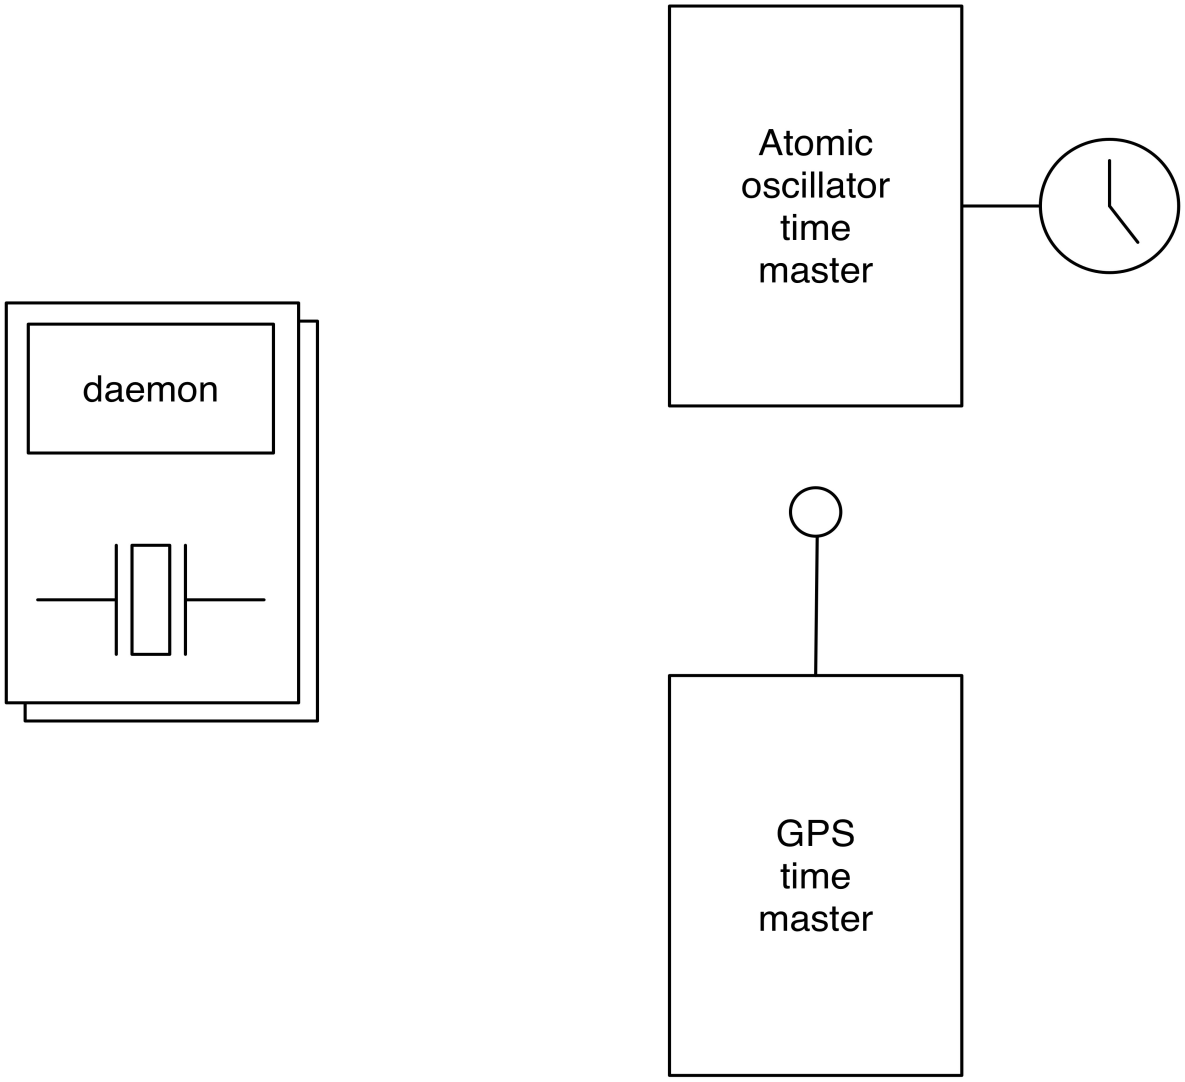 daemon
Atomic
oscillator
time
master
GPS
time
master